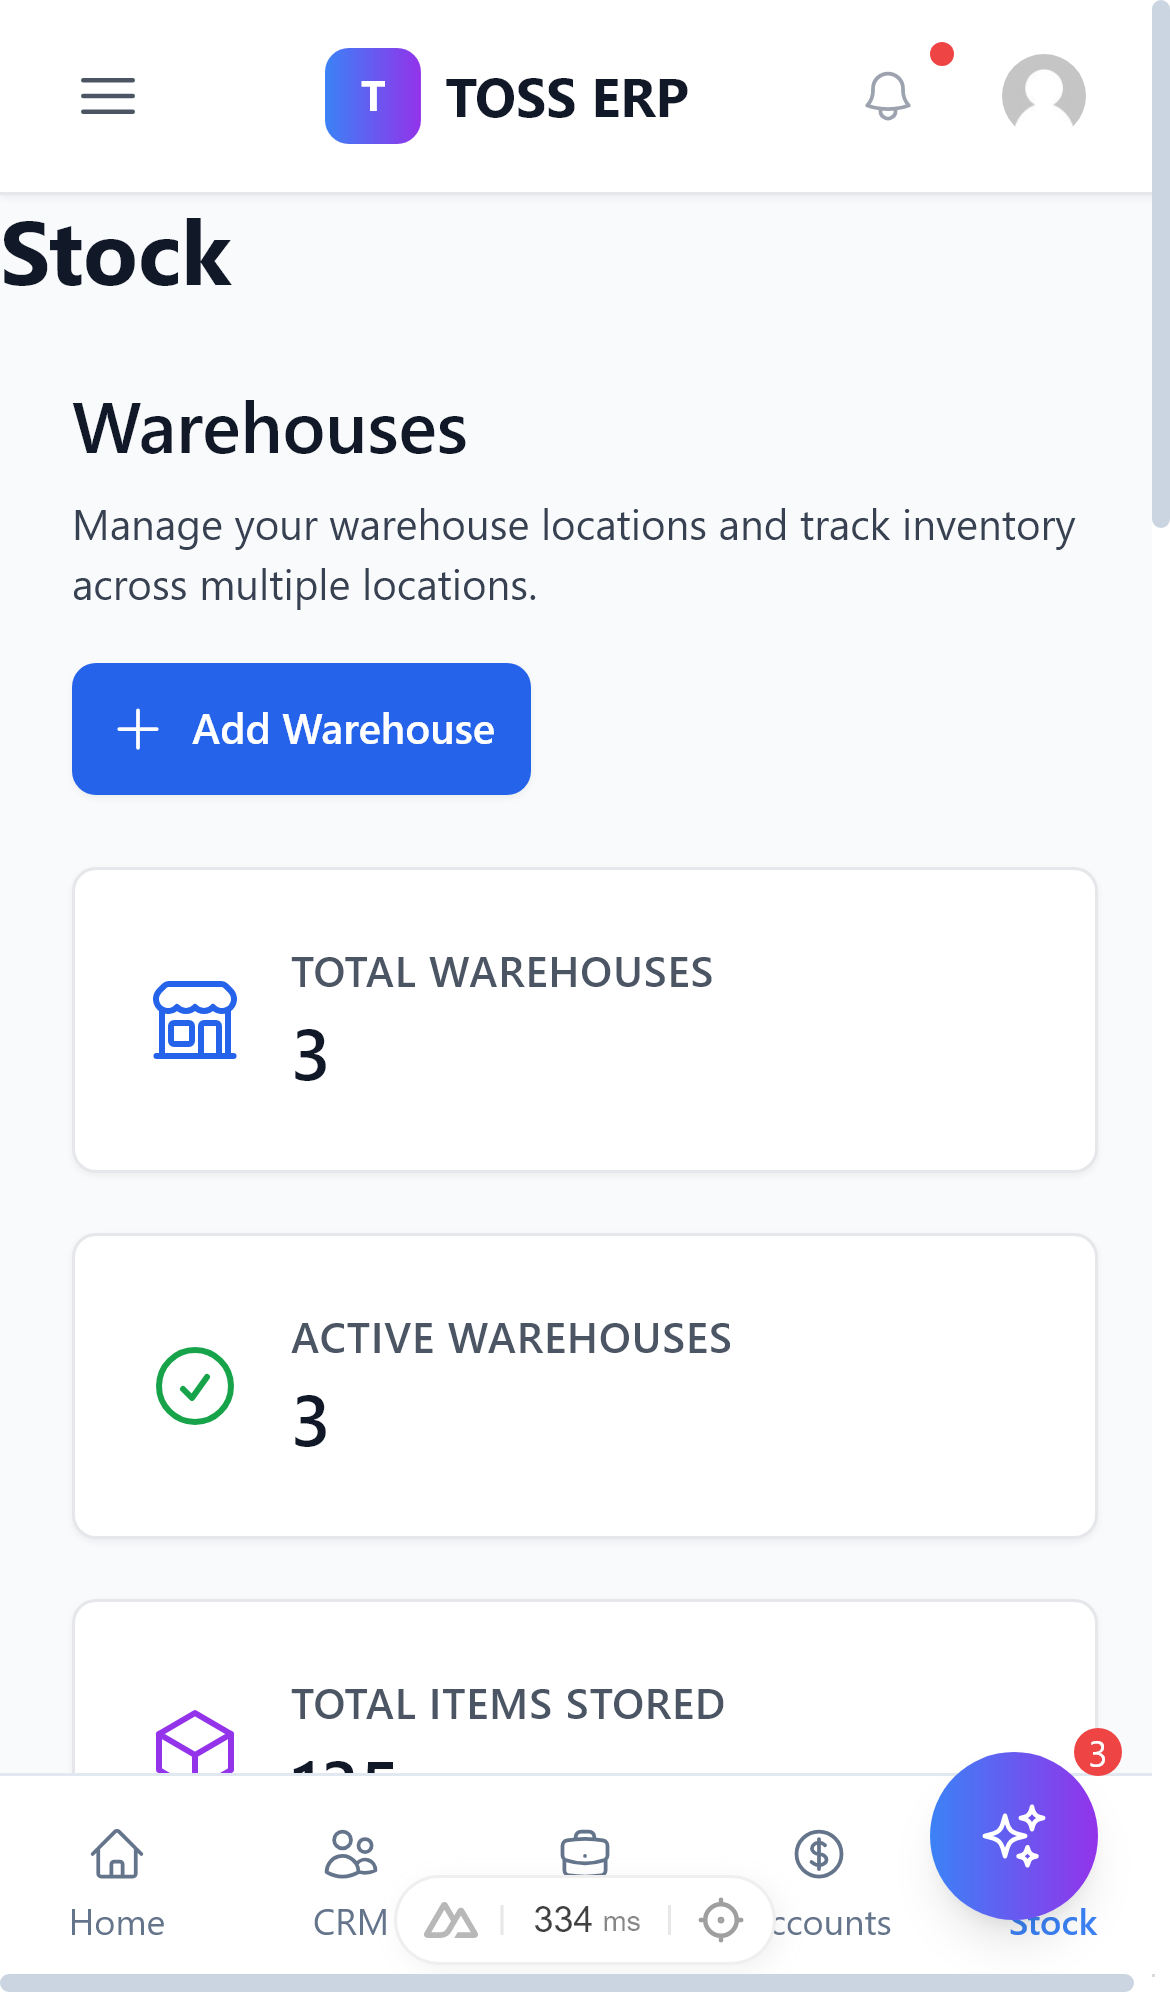 T TOSS ERP
Stock
Warehouses
Manage your warehouse locations and track inventory
across multiple locations.
Add Warehouse
TOTAL WAREHOUSES
3
ACTIVE WAREHOUSES
3
TOTAL ITEMS STORED
3
Home
CRM
ccounts
Stock
334 ms